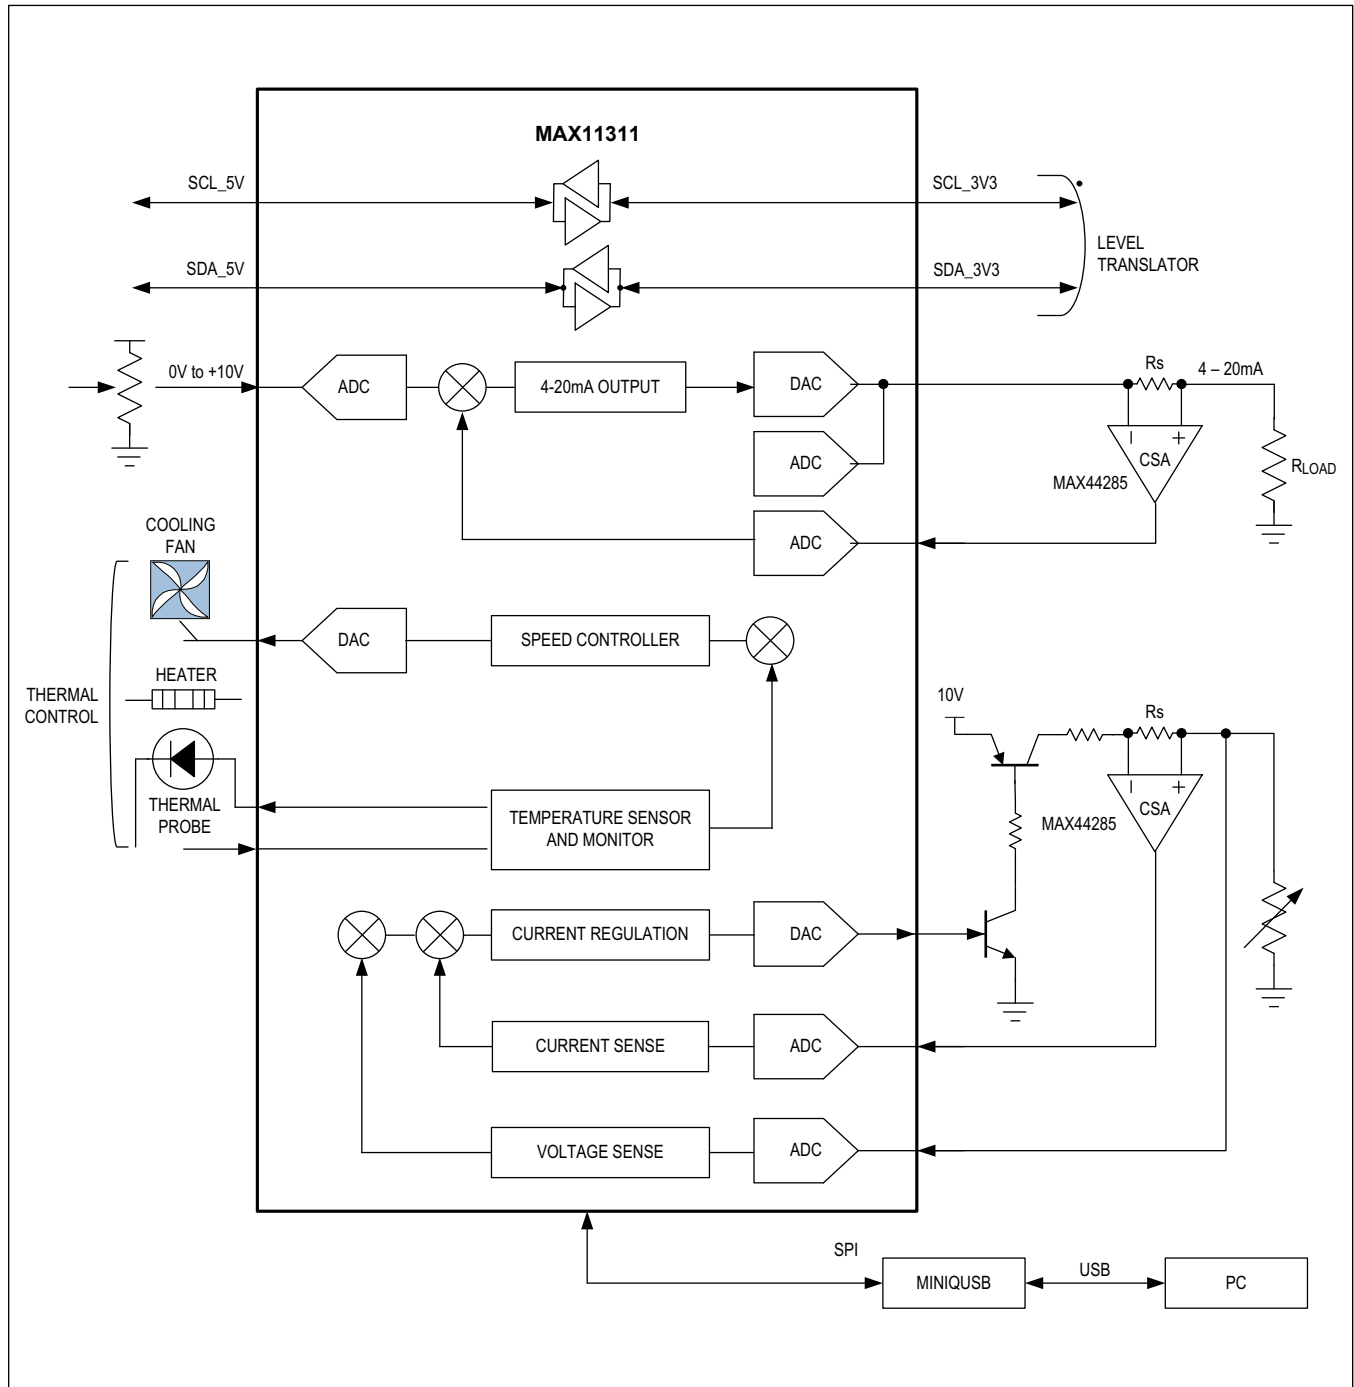 MAX11311
SCL_5V
SCL_3V3
SDA_5V
SDA_3V3
LEVEL
TRANSLATOR
0V to +10V
ADC
4-20mA OUTPUT
DAC
Rs
4 – 20mA
ADC
CSA
MAX44285
RLOAD
ADC
COOLING
FAN
DAC
SPEED CONTROLLER
HEATER
THERMAL
CONTROL
THERMAL
PROBE
TEMPERATURE SENSOR
AND MONITOR
10V
Rs
CSA
MAX44285
CURRENT REGULATION
DAC
CURRENT SENSE
ADC
VOLTAGE SENSE
ADC
SPI
MINIQUSB
USB
PC